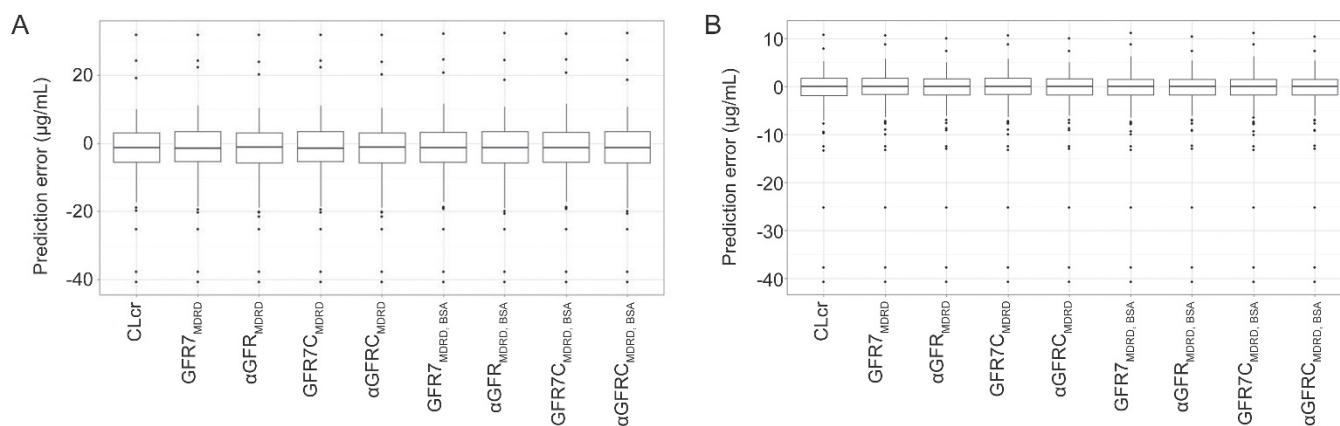 A
Prediction error (µg/mL)
20
0
-20
-40
CLcr
GFR7MDRD
αGFRMDRD
GFR7CMDRD
αGFRCMDRD
GFR7MDRD, BSA
αGFRMDRD, BSA
GFR7CMDRD, BSA
αGFRCMDRD, BSA
B
Prediction error (µg/mL)
10
0
-10
-20
-30
-40
CLcr
GFR7MDRD
αGFRMDRD
GFR7CMDRD
αGFRCMDRD
GFR7MDRD, BSA
αGFRMDRD, BSA
GFR7CMDRD, BSA
αGFRCMDRD, BSA